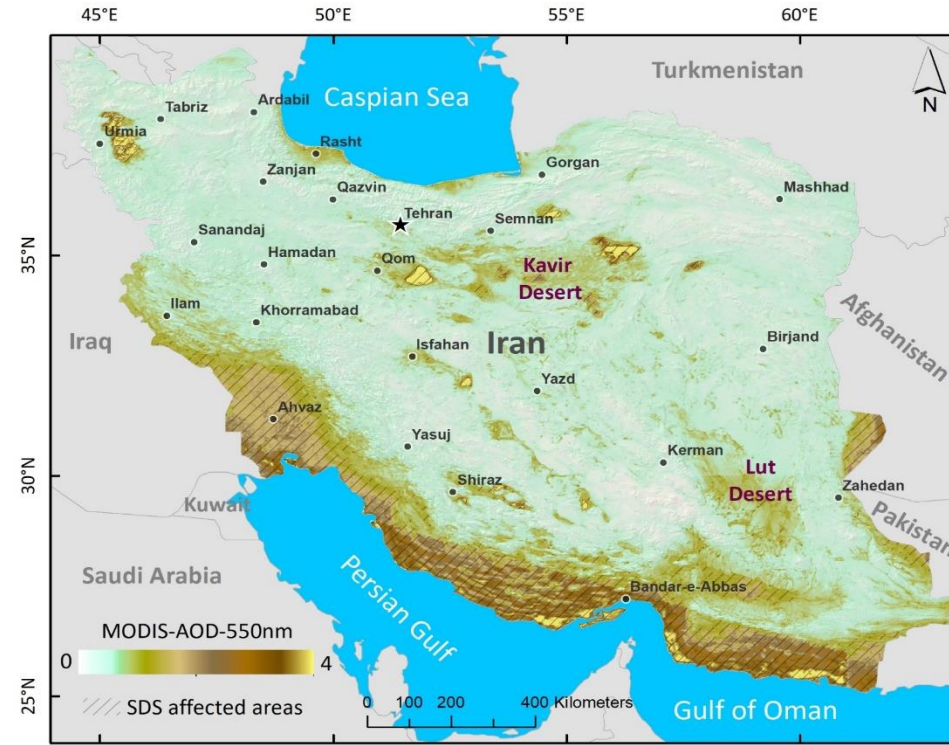 45°E 50°E 55°E 60°E
35°N
30°N
25°N
Turkmenistan
N
Caspian Sea
Tabriz
Ardabil
Urmia
Rasht
Zanjan
Gorgan
Qazvin
Mashhad
Tehran
Semnan
Sanandaj
Hamadan
Qom
Kavir
Desert
Ilam
Khorramabad
Afghanistan
Iraq
Isfahan
Iran
Birjand
Yazd
Ahvaz
Yasuj
Kerman
Lut
Desert
Shiraz
Zahedan
Kuwait
Pakistan
Saudi Arabia
Persian Gulf
Bandar-e-Abbas
MODIS-AOD-550nm
0 4
SDS affected areas
0 100 200 400 Kilometers
Gulf of Oman